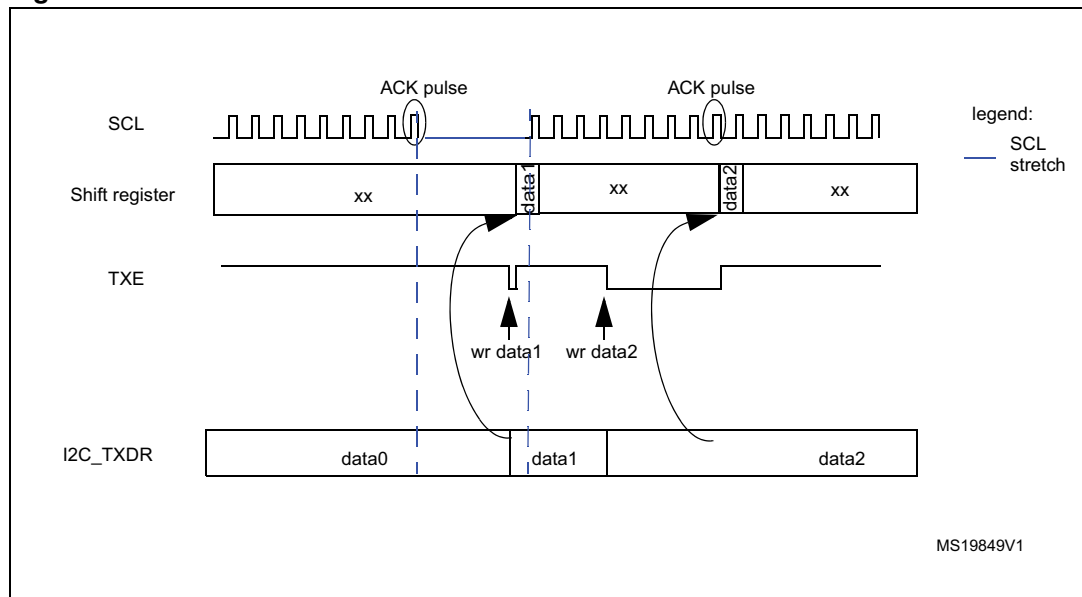 ACK pulse
ACK pulse
legend:
SCL
SCL
stretch
Shift register
xx
data1
xx
data2
xx
TXE
wr data1
wr data2
I2C_TXDR
data0
data1
data2
MS19849V1